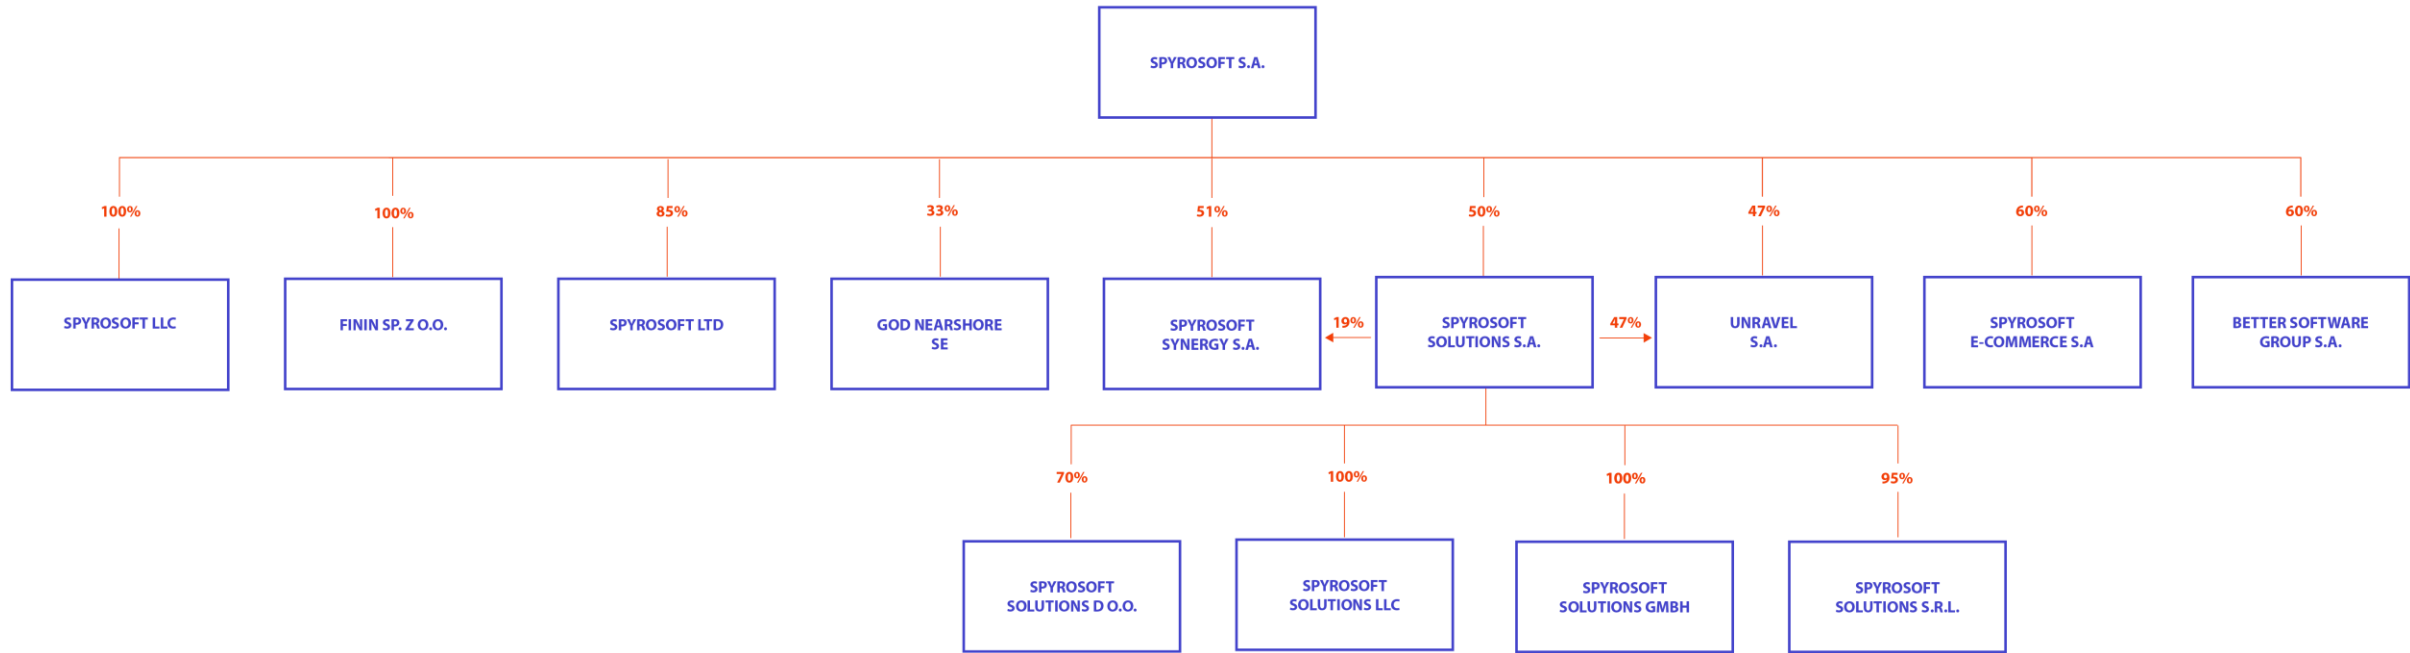 SPYROSOFT S.A.
100%
100%
85%
33%
51%
50%
47%
60%
60%
SPYROSOFT LLC
FININ SP. Z O.O.
SPYROSOFT LTD
GOD NEARSHORE
SE
SPYROSOFT
SYNERGY S.A.
19%
SPYROSOFT
SOLUTIONS S.A.
47%
UNRAVEL
S.A.
SPYROSOFT
E-COMMERCE S.A
BETTER SOFTWARE
GROUP S.A.
70%
100%
100%
95%
SPYROSOFT
SOLUTIONS D O.O.
SPYROSOFT
SOLUTIONS LLC
SPYROSOFT
SOLUTIONS GMBH
SPYROSOFT
SOLUTIONS S.R.L.